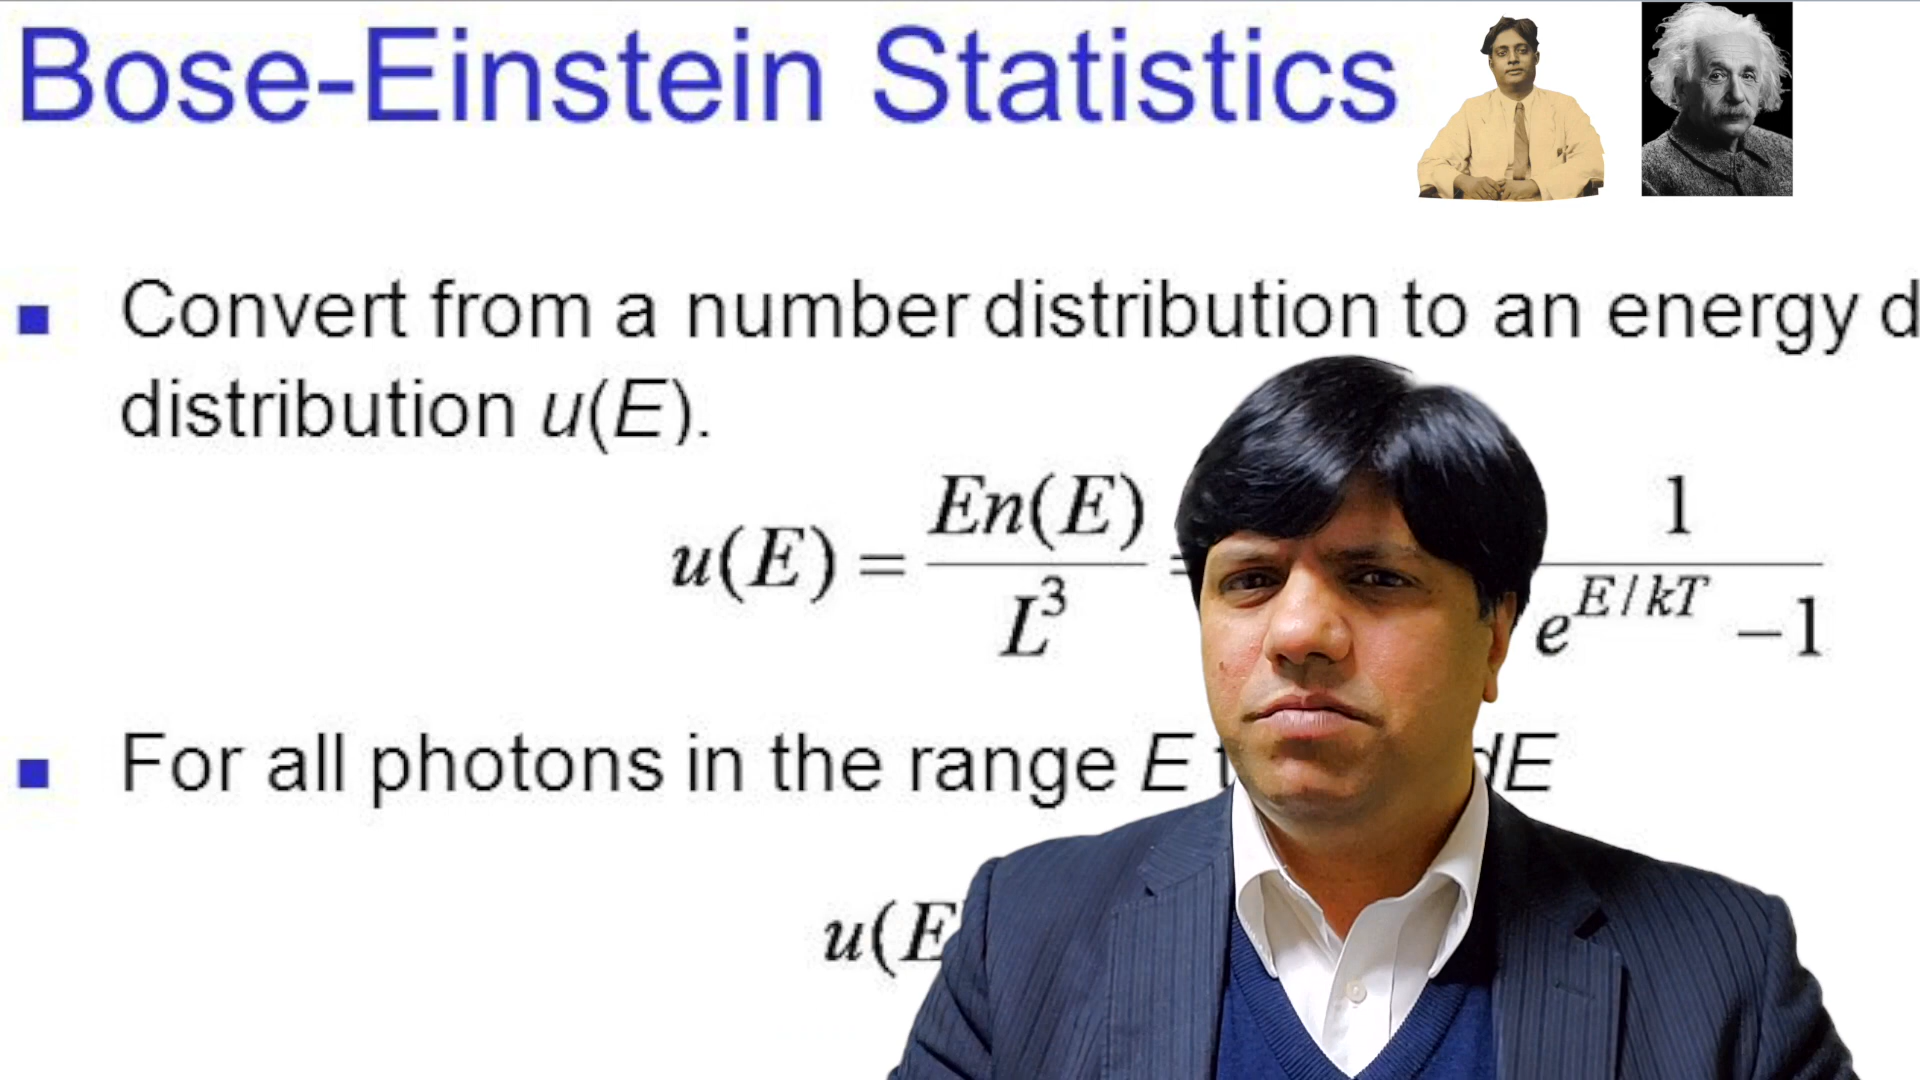 Bose-Einstein Statistics
Convert from a number distribution to an energy d
distribution u(E).
u(E) = En(E) / L³ = 1 / e^{E/kT} −1
For all photons in the range E dE
u(E